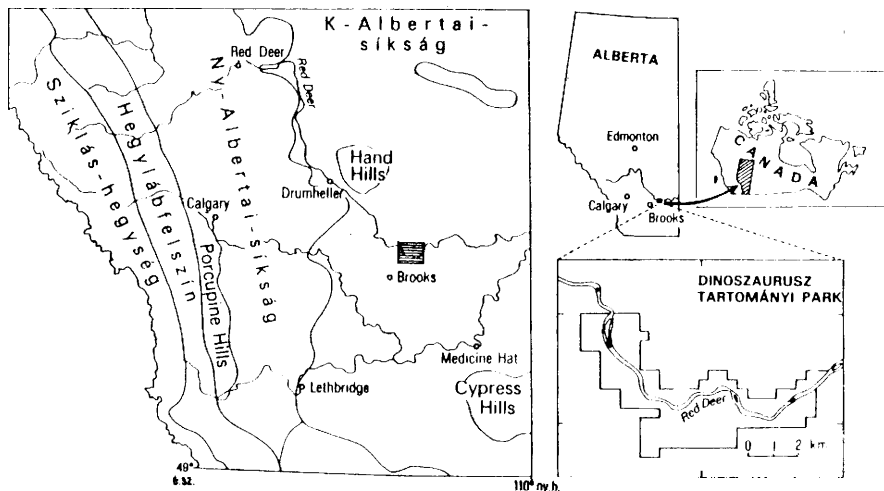 K-Albertai-
síkság
Red Deer
Red Deer
Ny-Albertai-síkság
Sziklás-hegység
Hegylábfelszín
Hand
Hills
Drumheller
Calgary
Porcupine Hills
Brooks
Medicine Hat
Lethbridge
Cypress
Hills
49°
é.sz.
110° ny.h.
ALBERTA
Edmonton
Calgary
Brooks
CANADA
DINOSZAURUSZ
TARTOMÁNYI PARK
Red Deer
0 1 2 km